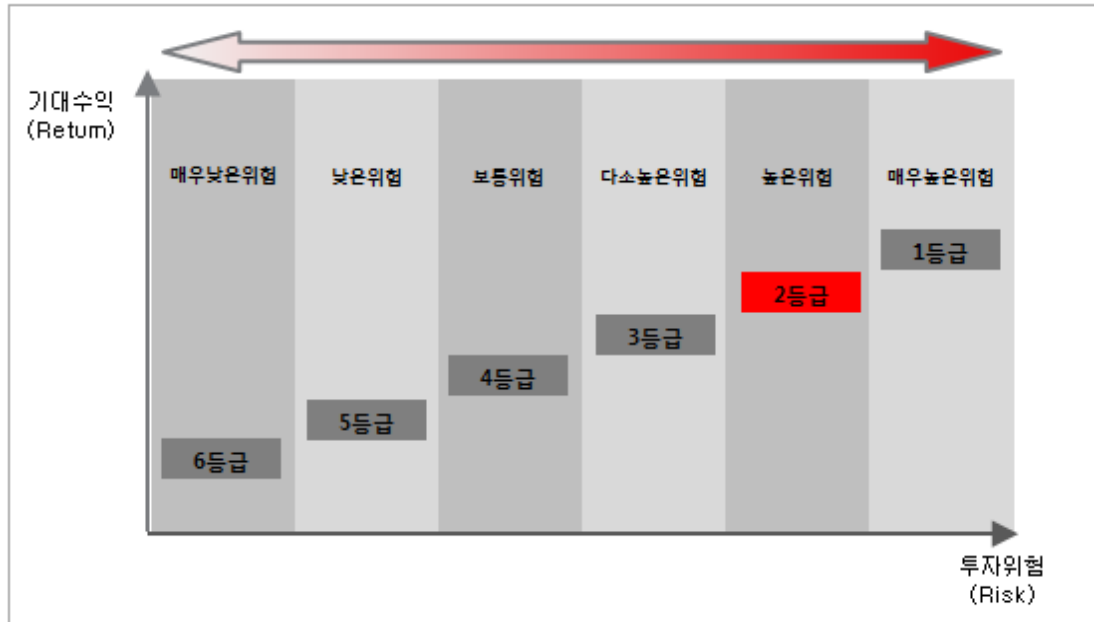 기대수익
(Retum)
매우낮은위험
낮은위험
보통위험
다소높은위험
높은위험
매우높은위험
1등급
2등급
3등급
4등급
5등급
6등급
투자위험
(Risk)